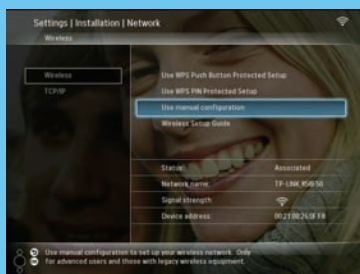 Settings | Installation | Network
Wireless
Wireless
TCP/IP
Use WPS Push Button Protected Setup
Use WPS PIN Protected Setup
Use manual configuration
Wireless Setup Guide
Status:
Associated
Network name:
Signal strength
Device address:
Use manual configuration to set up your wireless network. Only
for advanced users and those with legacy wireless equipment.